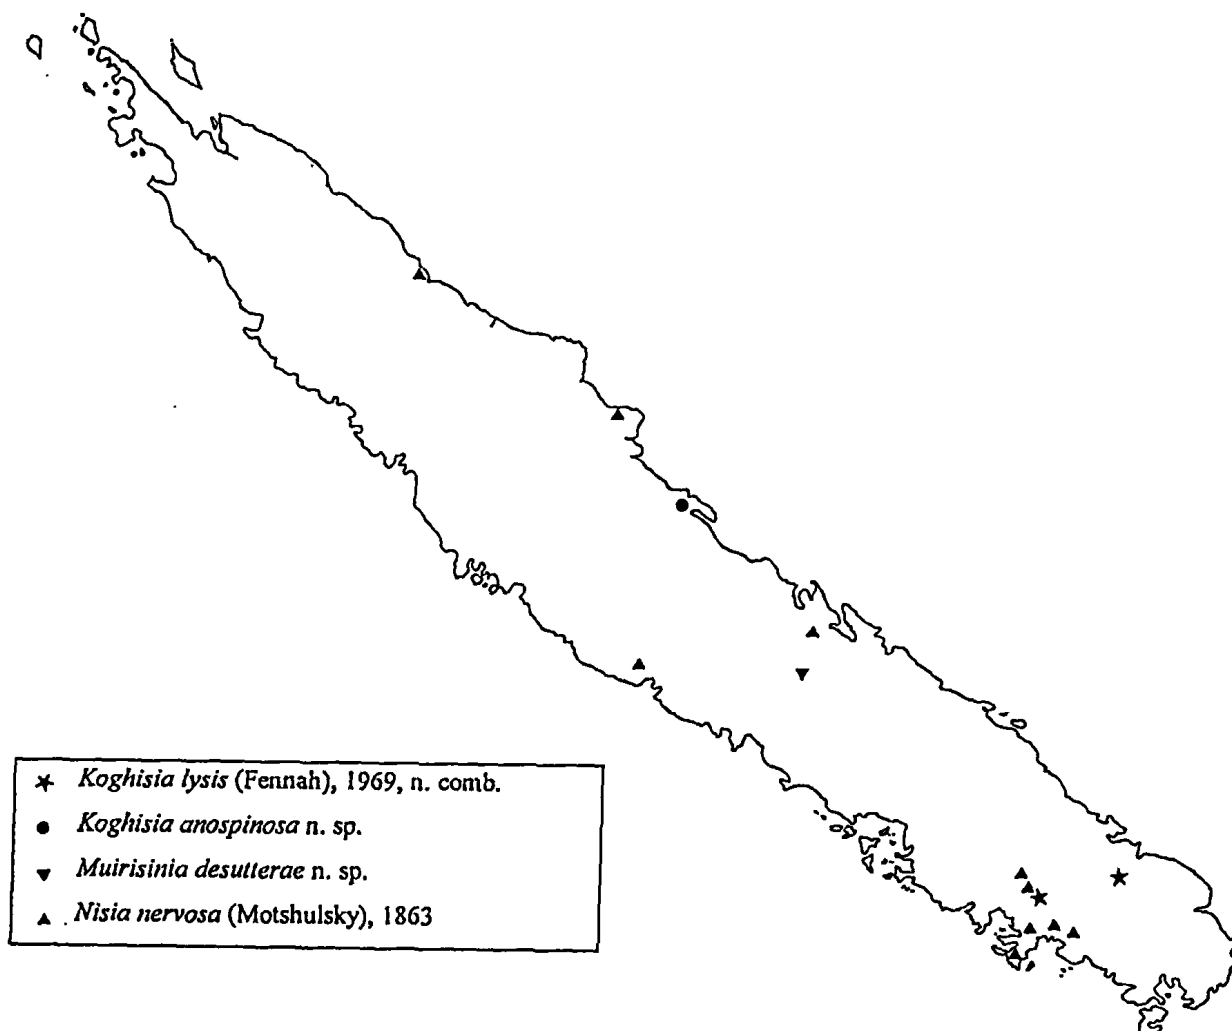 Koghisia lysis (Fennah), 1969, n. comb.
Koghisia anospinosa n. sp.
Muirisinia desutterae n. sp.
Nisia nervosa (Motshulsky), 1863